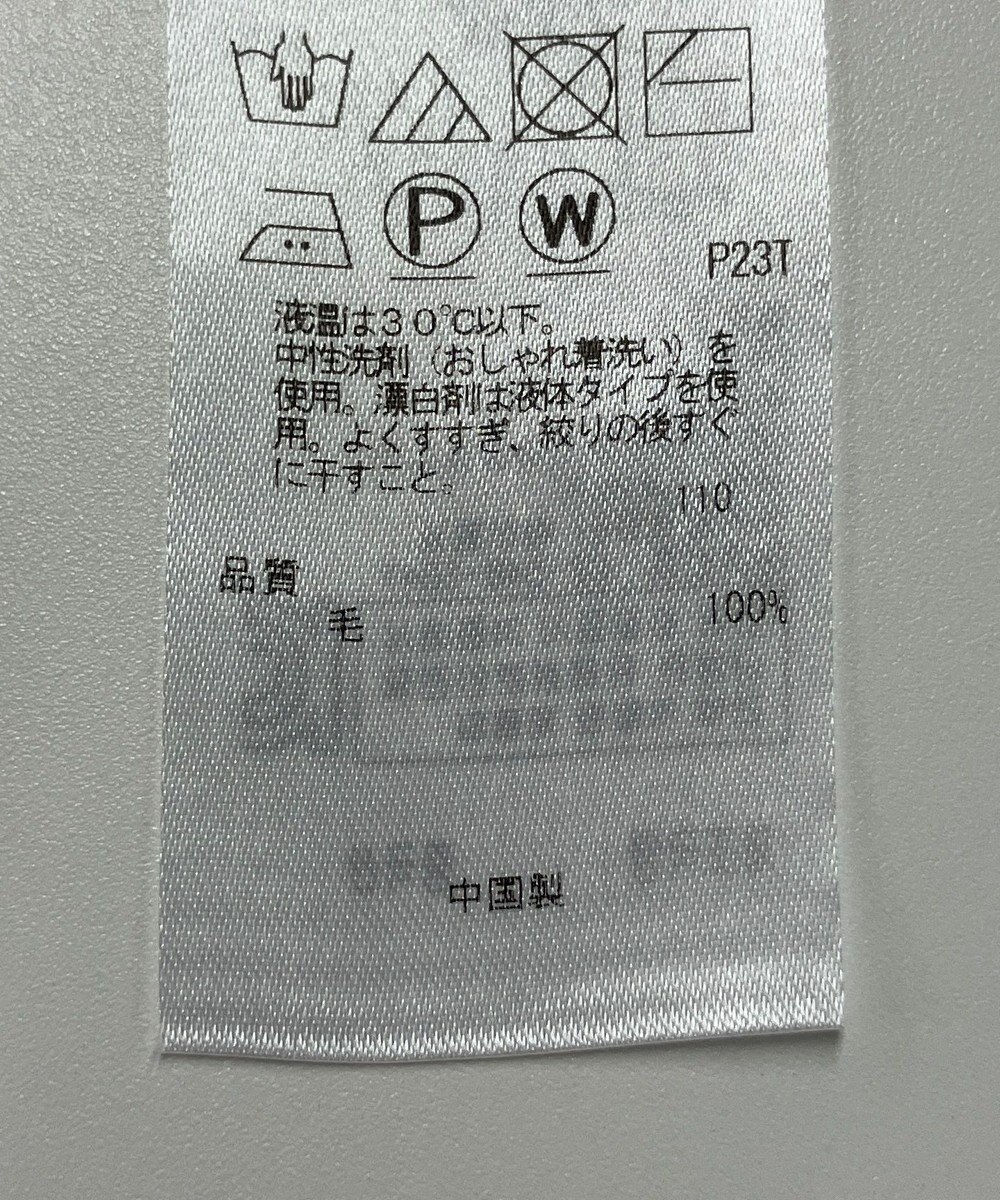 P
W
P23T
液温は30℃以下。
中性洗剤（おしゃれ着洗い）を
使用。漂白剤は液体タイプを使
用。よくすすぎ、絞りの後すぐ
に干すこと。
110
品質
毛 100%
中国製